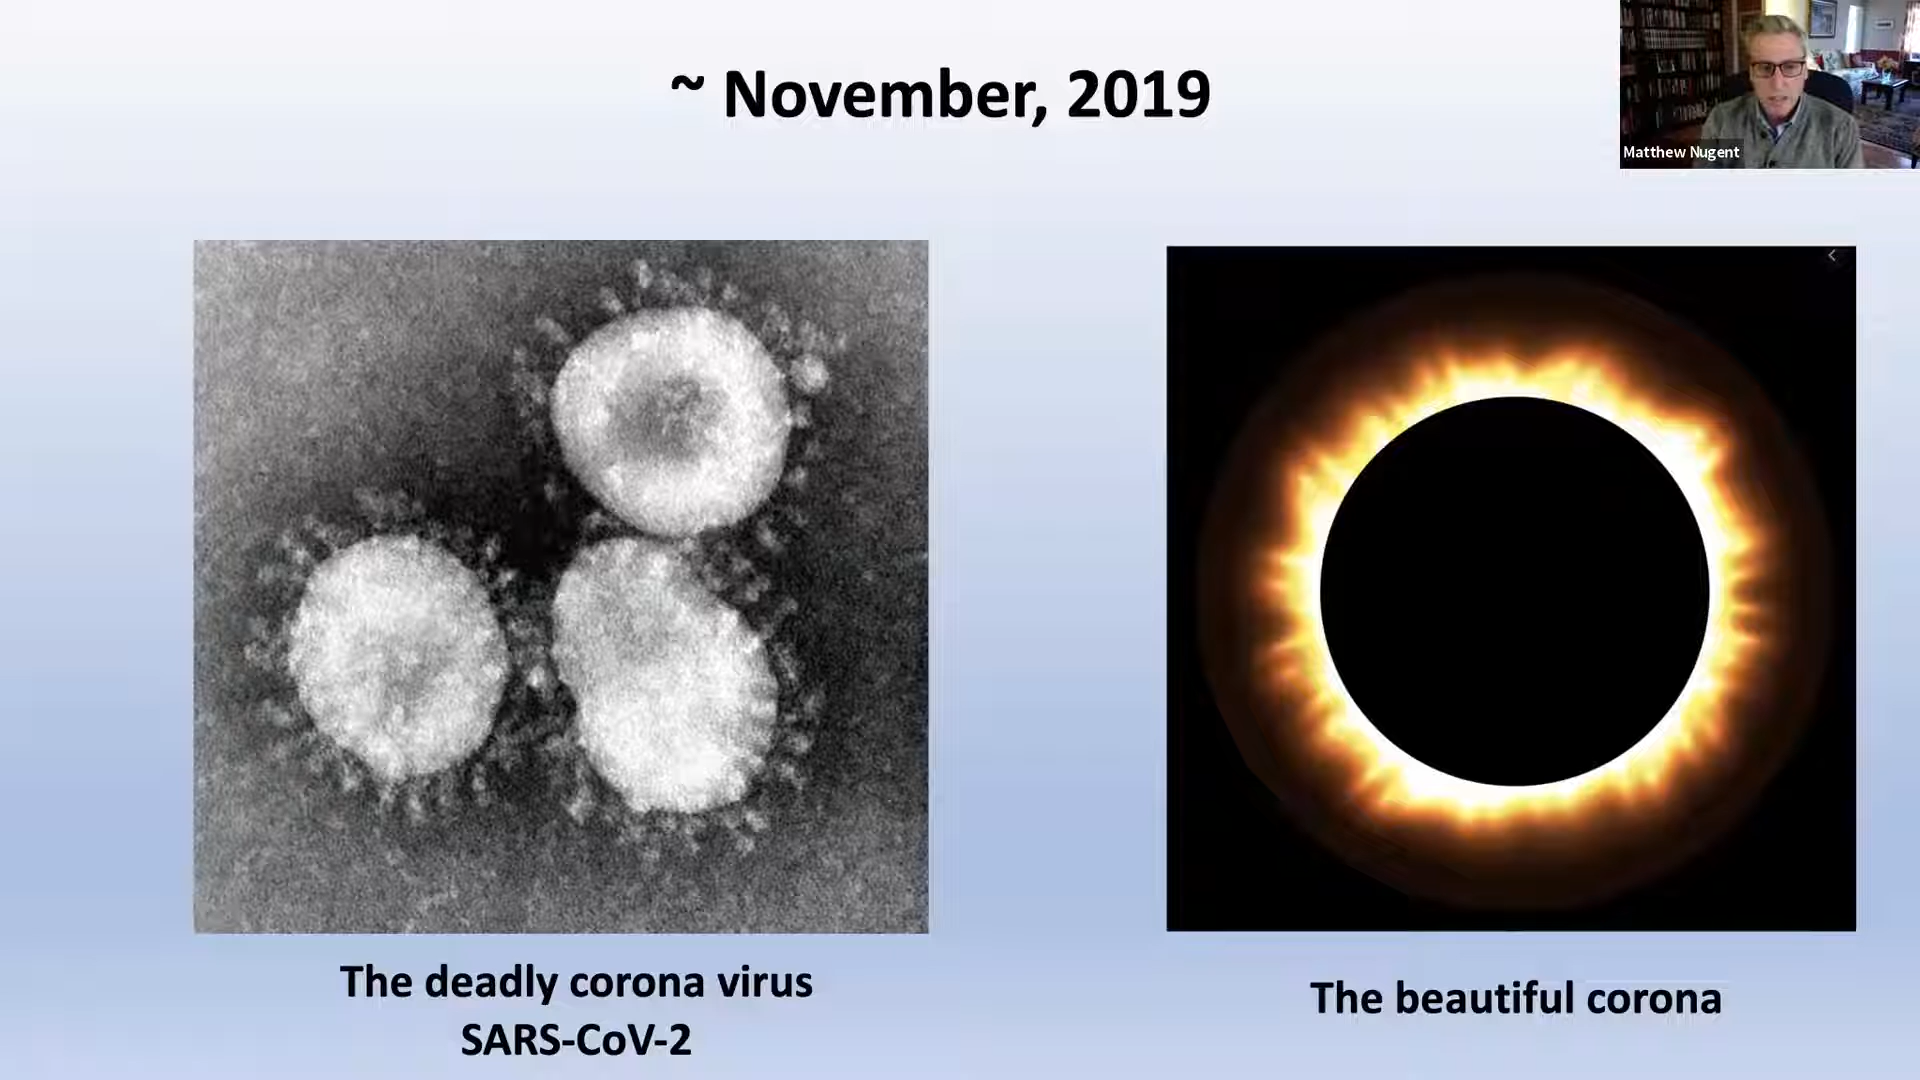 ~ November, 2019
Matthew Nugent
The deadly corona virus
SARS-CoV-2
The beautiful corona